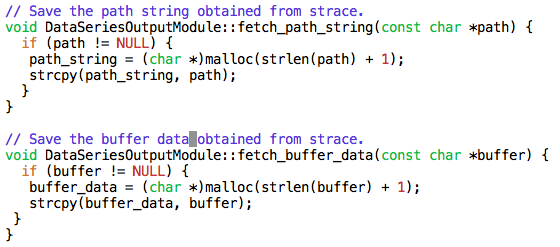 // Save the path string obtained from strace.
void DataSeriesOutputModule::fetch_path_string(const char *path) {
  if (path != NULL) {
   path_string = (char *)malloc(strlen(path) + 1);
   strcpy(path_string, path);
  }
}

// Save the buffer data obtained from strace.
void DataSeriesOutputModule::fetch_buffer_data(const char *buffer) {
  if (buffer != NULL) {
   buffer_data = (char *)malloc(strlen(buffer) + 1);
   strcpy(buffer_data, buffer);
 }
}